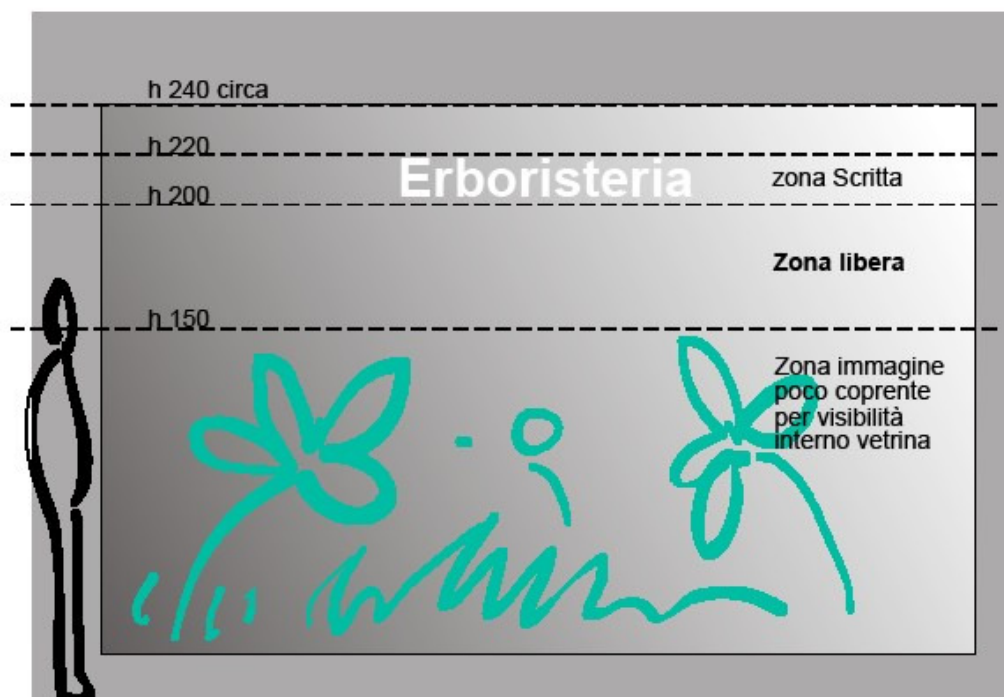 h 240 circa
h 220
Erboristeria
zona Scritta
h 200
Zona libera
h 150
Zona immagine
poco coprente
per visibilità
interno vetrina